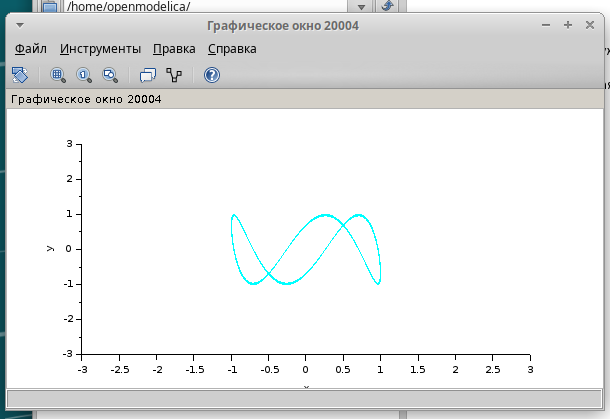 /home/openmodelica/
Графическое окно 20004
Файл Инструменты Правка Справка
Графическое окно 20004
3
2
1
0
-1
-2
-3
y
-3 -2.5 -2 -1.5 -1 -0.5 0 0.5 1 1.5 2 2.5 3